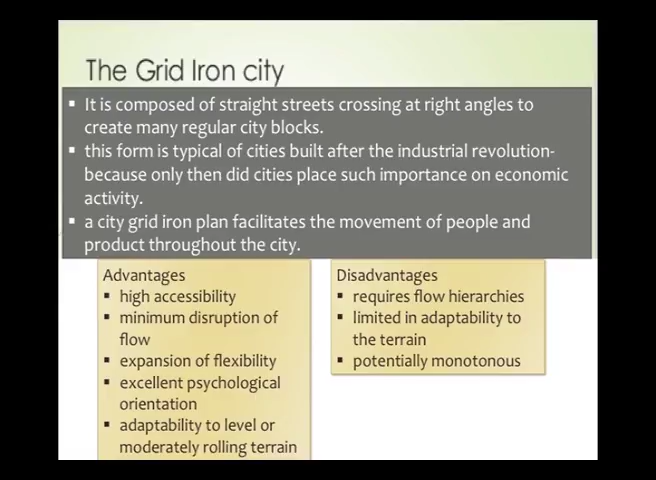 The Grid Iron city
▪ It is composed of straight streets crossing at right angles to
create many regular city blocks.
▪ this form is typical of cities built after the industrial revolution-
because only then did cities place such importance on economic
activity.
▪ a city grid iron plan facilitates the movement of people and
product throughout the city.
Advantages
▪ high accessibility
▪ minimum disruption of
flow
▪ expansion of flexibility
▪ excellent psychological
orientation
▪ adaptability to level or
moderately rolling terrain
Disadvantages
▪ requires flow hierarchies
▪ limited in adaptability to
the terrain
▪ potentially monotonous